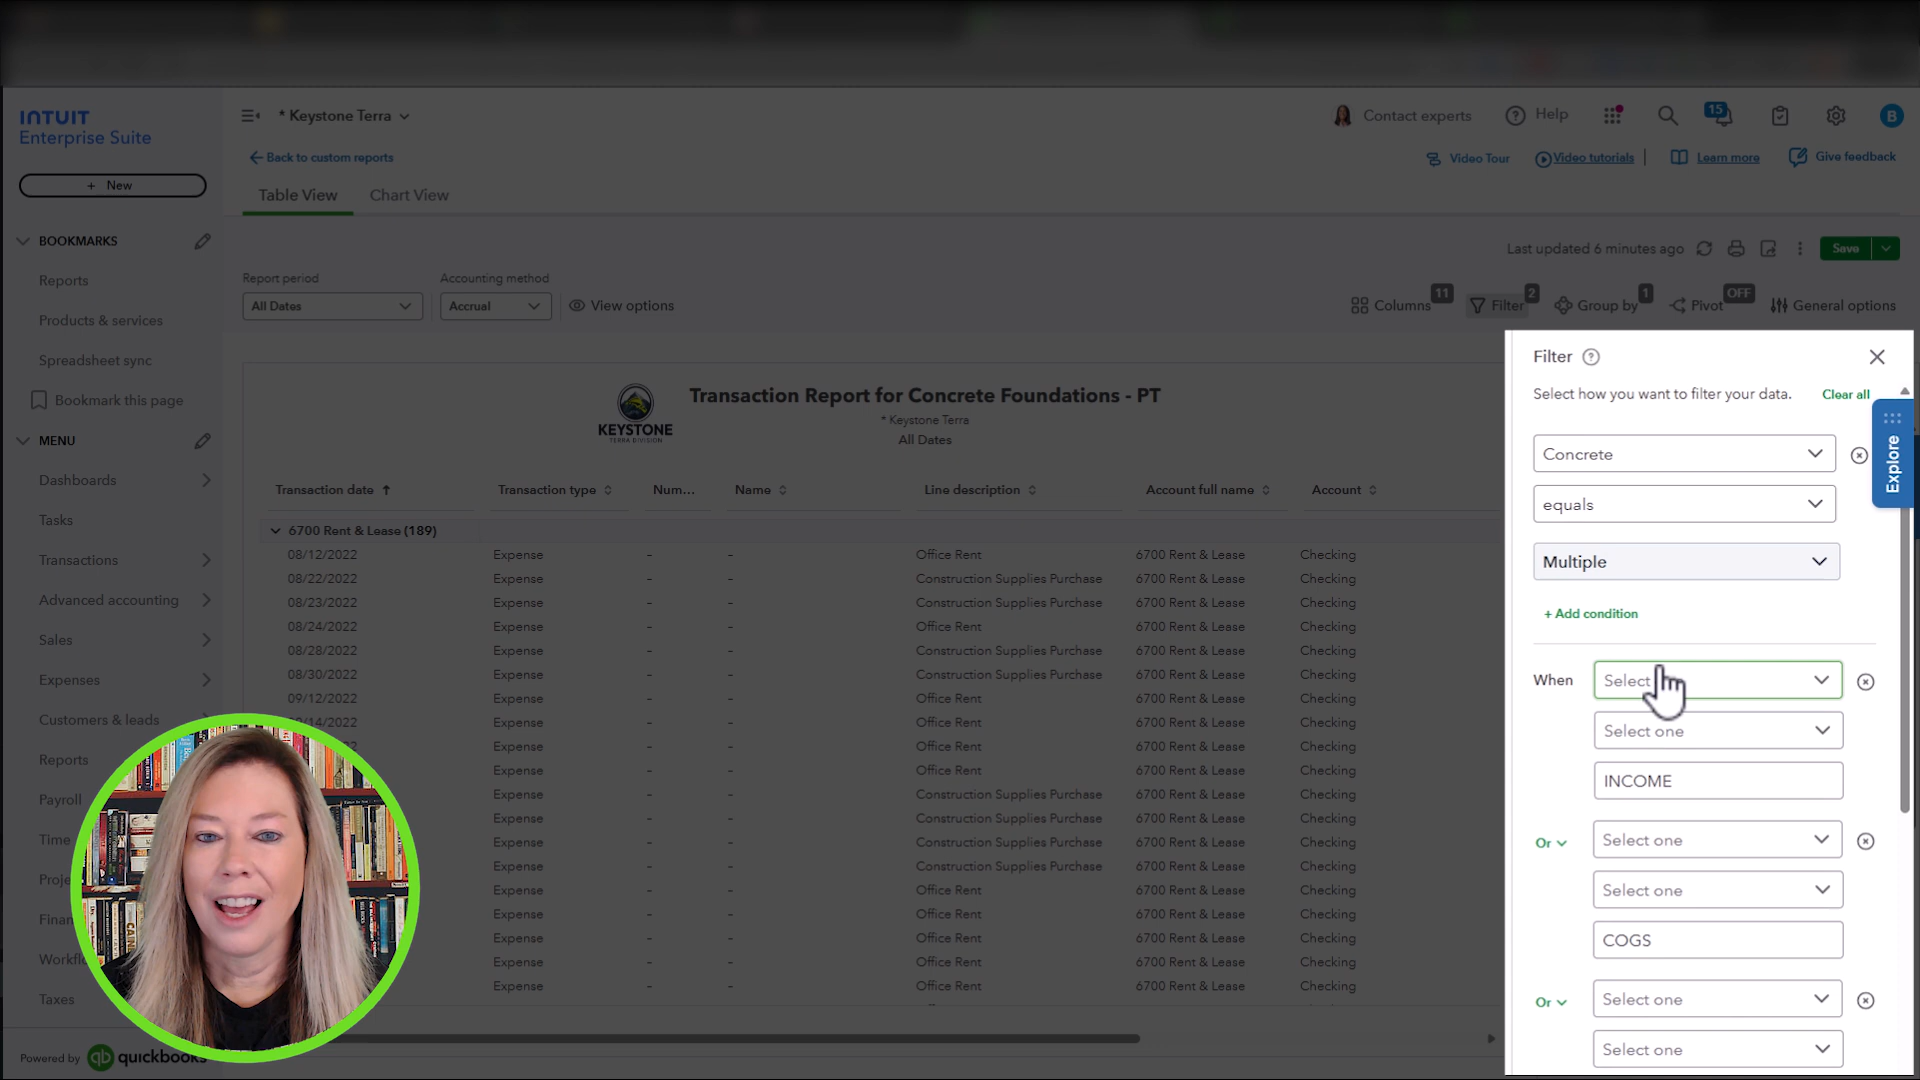 INTUIT
Enterprise Suite
+ New
BOOKMARKS
Reports
Products & services
Spreadsheet sync
Bookmark this page
MENU
Dashboards
Tasks
Transactions
Advanced accounting
Sales
Expenses
Customers & leads
Reports
Payroll
Time
Taxes
Powered by quickbooks
* Keystone Terra
Contact experts
Help
15
B
Back to custom reports
Video Tour
Video tutorials
Learn more
Give feedback
Table View
Chart View
Last updated 6 minutes ago
Save
Report period
Accounting method
All Dates
Accrual
View options
Columns 11
Filter 2
Group by 1
Pivot OFF
General options
KEYSTONE
TERRA DIVISION
Transaction Report for Concrete Foundations - PT
* Keystone Terra
All Dates
Transaction date Transaction type Num... Name Line description Account full name Account
6700 Rent & Lease (189)
08/12/2022 Expense - - Office Rent 6700 Rent & Lease Checking
08/22/2022 Expense - - Construction Supplies Purchase 6700 Rent & Lease Checking
08/23/2022 Expense - - Construction Supplies Purchase 6700 Rent & Lease Checking
08/24/2022 Expense - - Office Rent 6700 Rent & Lease Checking
08/28/2022 Expense - - Construction Supplies Purchase 6700 Rent & Lease Checking
08/30/2022 Expense - - Construction Supplies Purchase 6700 Rent & Lease Checking
09/12/2022 Expense - - Office Rent 6700 Rent & Lease Checking
/14/2022 Expense - - Office Rent 6700 Rent & Lease Checking
Expense - - Office Rent 6700 Rent & Lease Checking
Expense - - Office Rent 6700 Rent & Lease Checking
Expense - - Construction Supplies Purchase 6700 Rent & Lease Checking
Expense - - Construction Supplies Purchase 6700 Rent & Lease Checking
Expense - - Construction Supplies Purchase 6700 Rent & Lease Checking
Expense - - Construction Supplies Purchase 6700 Rent & Lease Checking
Expense - - Office Rent 6700 Rent & Lease Checking
Expense - - Office Rent 6700 Rent & Lease Checking
Expense - - Office Rent 6700 Rent & Lease Checking
Expense - - Office Rent 6700 Rent & Lease Checking
Expense - - Office Rent 6700 Rent & Lease Checking
Filter
Select how you want to filter your data.
Clear all
Explore
Concrete
equals
Multiple
+ Add condition
When Select
Select one
INCOME
Or Select one
Select one
COGS
Or Select one
Select one